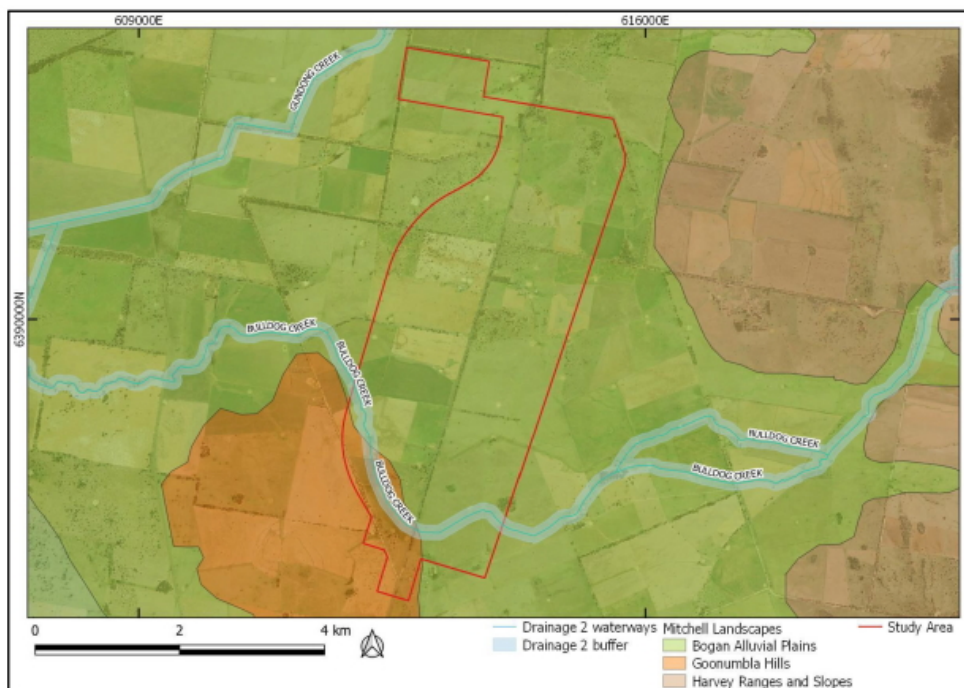 609000E 616000E
GUNDONG CREEK
6390000N
BULLDOG CREEK
BULLDOG CREEK
BULLDOG CREEK
BULLDOG CREEK
BULLDOG CREEK
0 2 4 km
Drainage 2 waterways
Drainage 2 buffer
Mitchell Landscapes
Bogan Alluvial Plains
Goonumbla Hills
Harvey Ranges and Slopes
Study Area